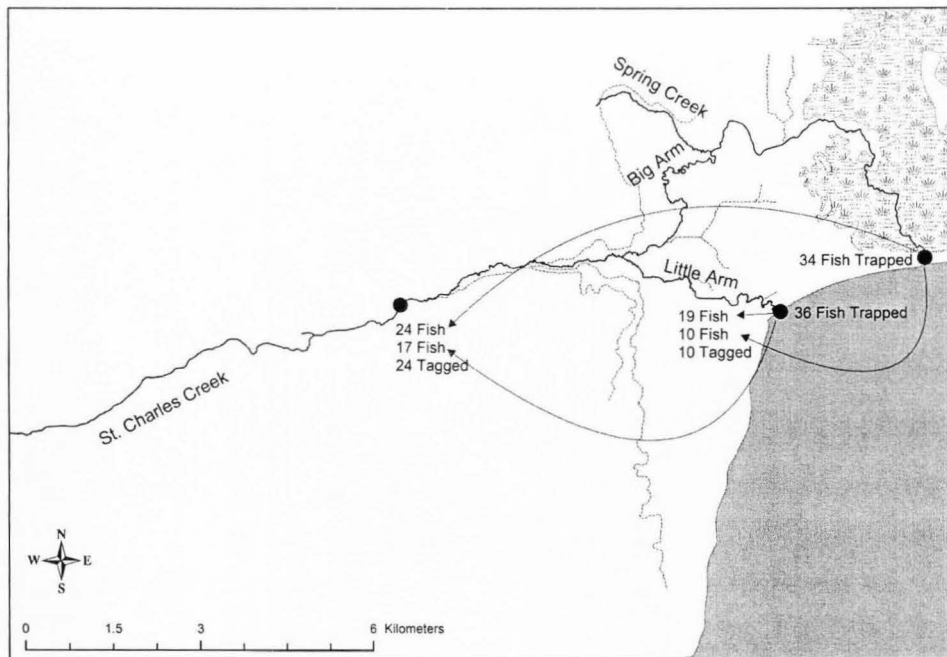 Spring Creek
Big Arm
34 Fish Trapped
Little Arm
19 Fish
36 Fish Trapped
10 Fish
10 Tagged
24 Fish
17 Fish
24 Tagged
St. Charles Creek
N
W E
S
0 1.5 3 6 Kilometers